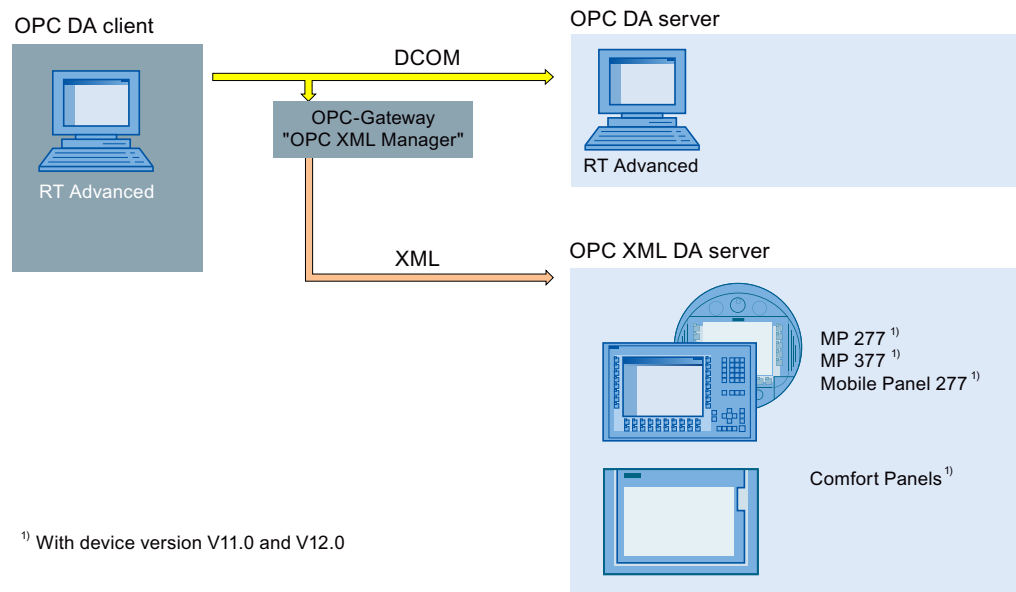 OPC DA client
OPC DA server
DCOM
OPC-Gateway
"OPC XML Manager"
RT Advanced
RT Advanced
OPC XML DA server
XML
MP 277 1)
MP 377 1)
Mobile Panel 277 1)
Comfort Panels 1)
1) With device version V11.0 and V12.0